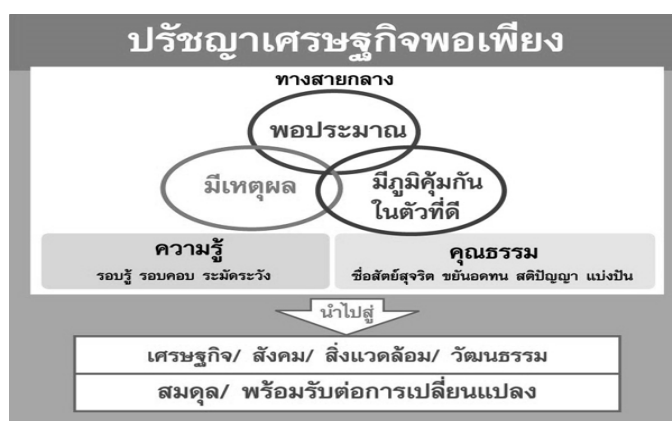 ปรัชญาเศรษฐกิจพอเพียง
ทางสายกลาง
พอประมาณ
มีเหตุผล
มีภูมิคุ้มกัน
ในตัวที่ดี
ความรู้
รอบรู้ รอบคอบ ระมัดระวัง
คุณธรรม
ซื่อสัตย์สุจริต ขยันอดทน สติปัญญา แบ่งปัน
นำไปสู่
เศรษฐกิจ/ สังคม/ สิ่งแวดล้อม/ วัฒนธรรม
สมดุล/ พร้อมรับต่อการเปลี่ยนแปลง